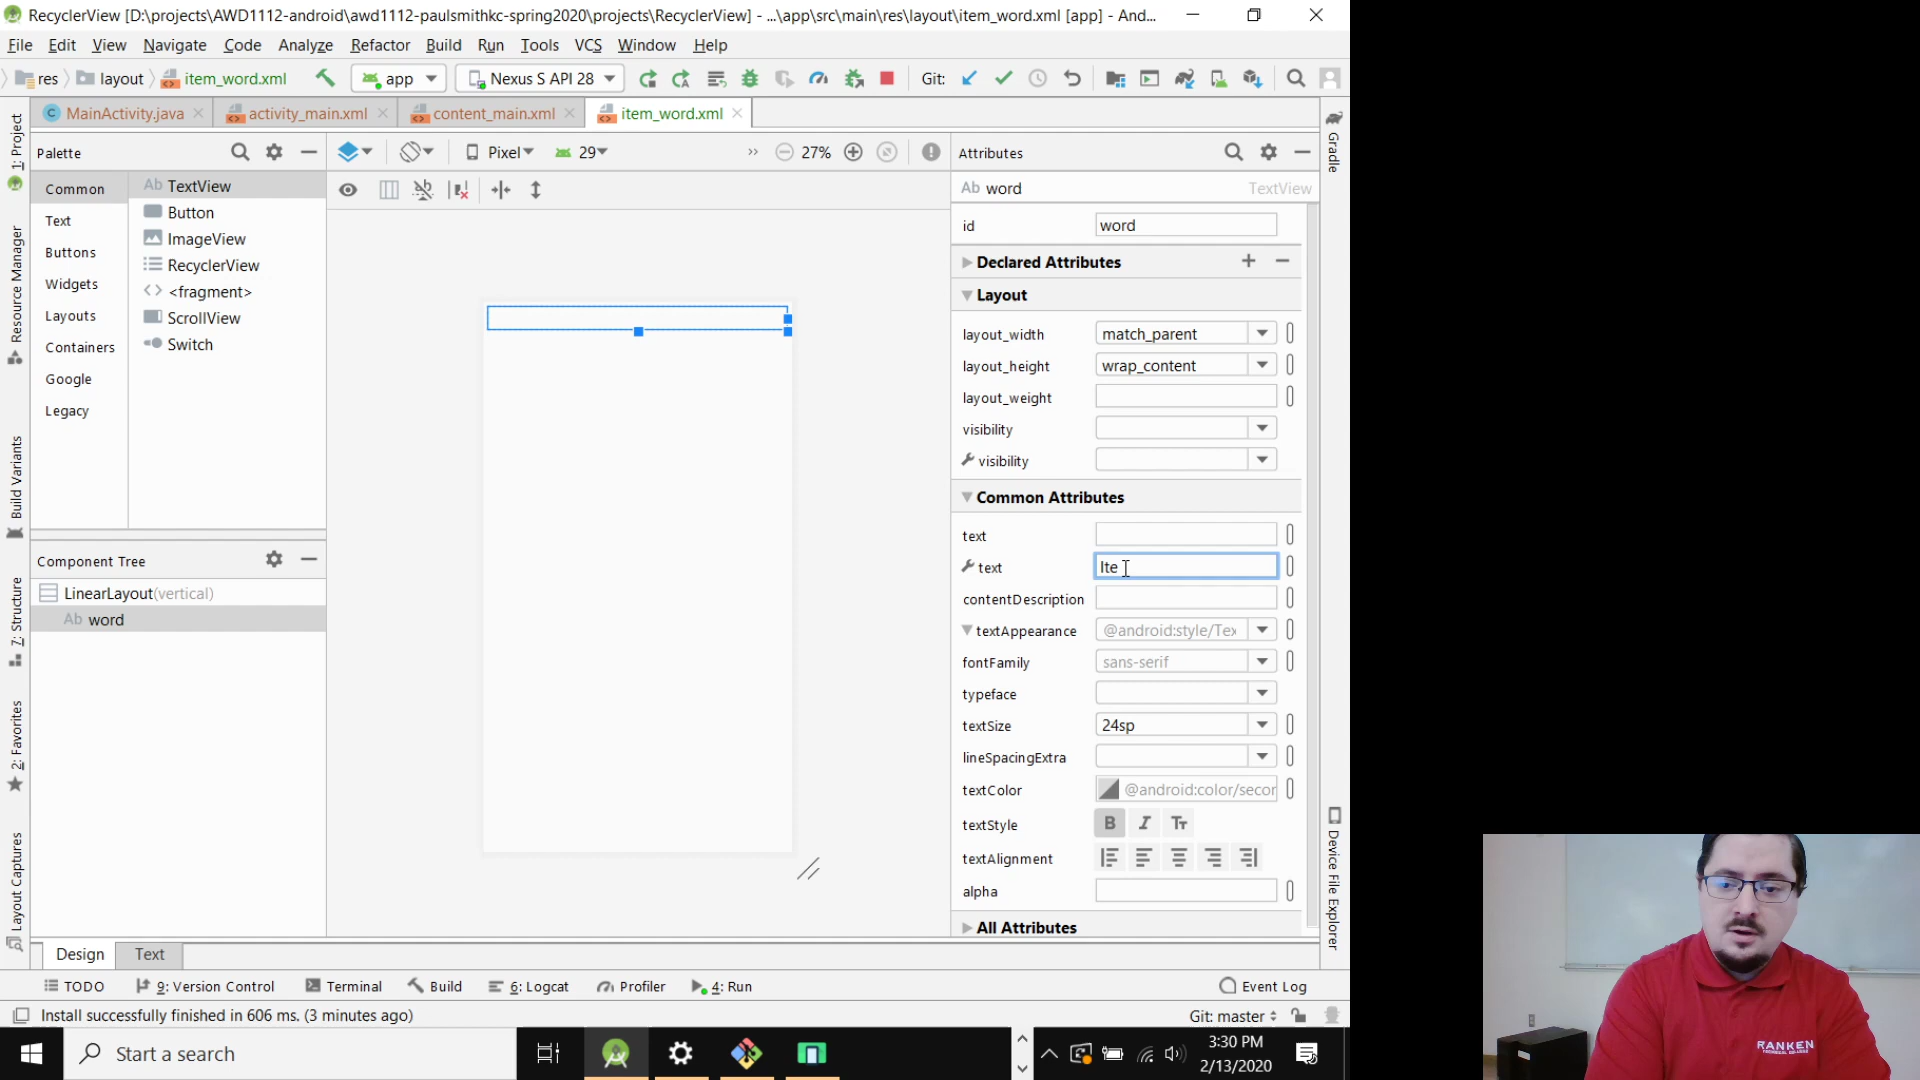 RecyclerView [D:\projects\AWD1112-android\awd1112-paulsmithkc-spring2020\projects\RecyclerView] - ...\app\src\main\res\layout\item_word.xml [app] - And...
File Edit View Navigate Code Analyze Refactor Build Run Tools VCS Window Help
res layout item_word.xml app Nexus S API 28 Git:
MainActivity.java activity_main.xml content_main.xml item_word.xml
1: Project
Resource Manager
Build Variants
7: Structure
2: Favorites
Layout Captures
Palette
Common
Text
Buttons
Widgets
Layouts
Containers
Google
Legacy
Ab TextView
Button
ImageView
RecyclerView
<fragment>
ScrollView
Switch
Component Tree
LinearLayout(vertical)
Ab word
Pixel 29 » 27%
Attributes
Ab word TextView
id word
Declared Attributes
Layout
layout_width match_parent
layout_height wrap_content
layout_weight
visibility
visibility
Common Attributes
text
text Ite
contentDescription
textAppearance @android:style/Tex
fontFamily sans-serif
typeface
textSize 24sp
lineSpacingExtra
textColor @android:color/secor
textStyle B I Tт
textAlignment
alpha
All Attributes
Gradle
Device File Explorer
Design Text
TODO 9: Version Control Terminal Build 6: Logcat Profiler 4: Run Event Log
Install successfully finished in 606 ms. (3 minutes ago) Git: master
Start a search
3:30 PM
2/13/2020
RANKEN
TECHNICAL COLLEGE